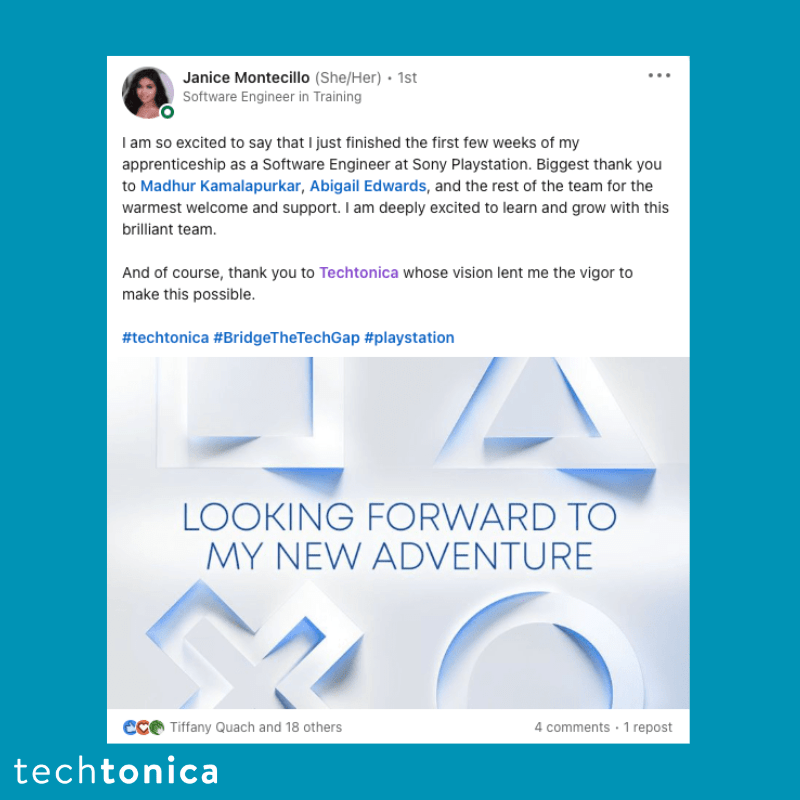 Janice Montecillo (She/Her) • 1st
Software Engineer in Training
I am so excited to say that I just finished the first few weeks of my
apprenticeship as a Software Engineer at Sony Playstation. Biggest thank you
to Madhur Kamalapurkar, Abigail Edwards, and the rest of the team for the
warmest welcome and support. I am deeply excited to learn and grow with this
brilliant team.
And of course, thank you to Techtonica whose vision lent me the vigor to
make this possible.
#techtonica #BridgeTheTechGap #playstation
LOOKING FORWARD TO
MY NEW ADVENTURE
Tiffany Quach and 18 others
4 comments • 1 repost
techtonica